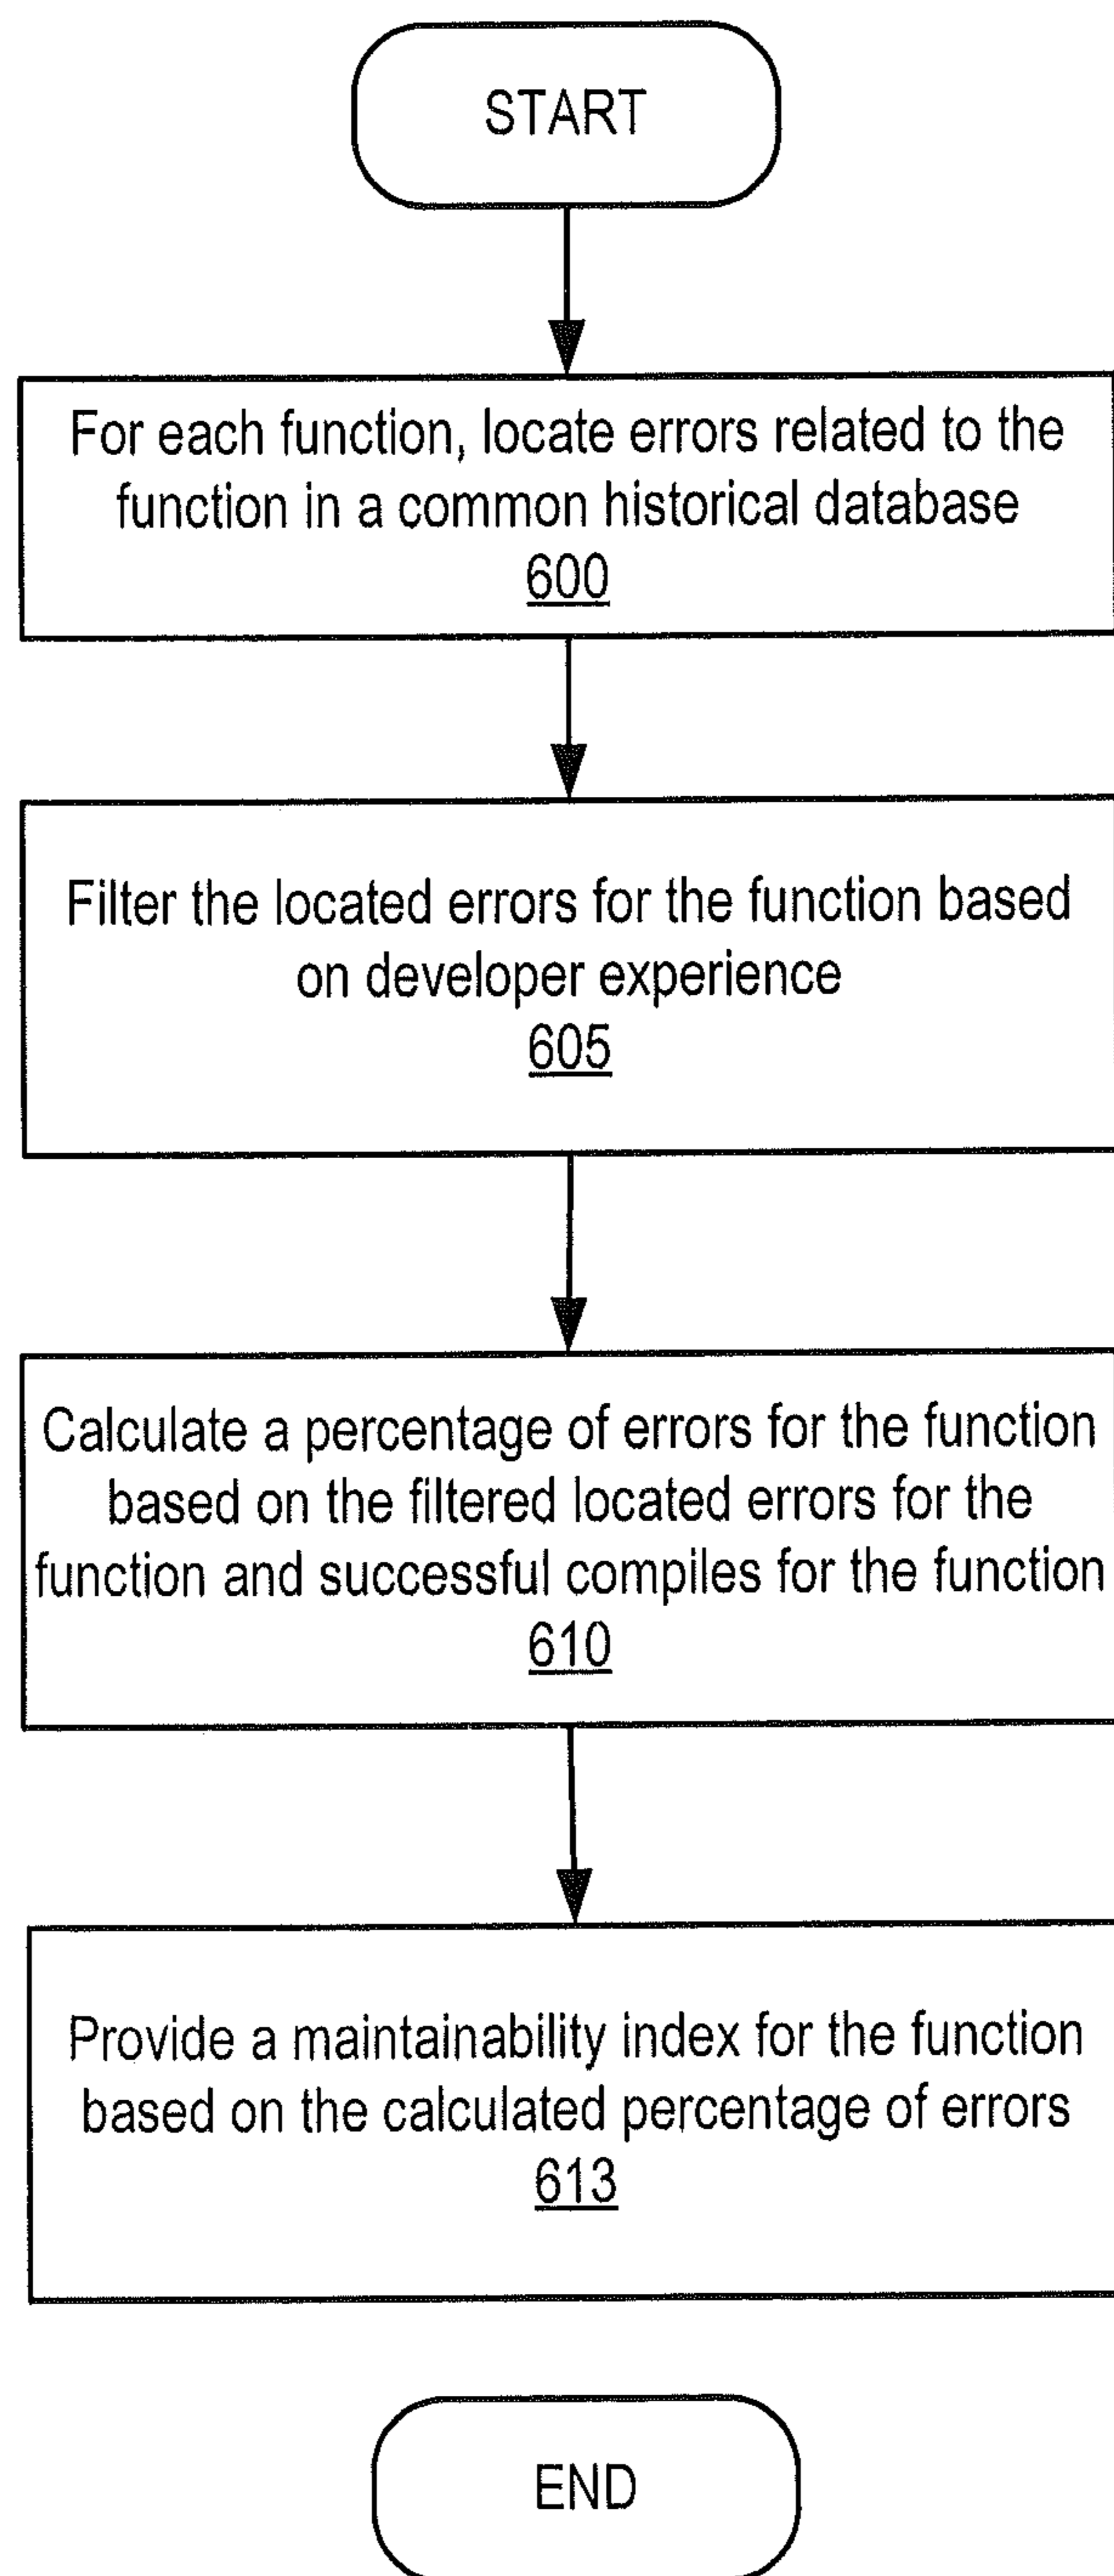 START
For each function, locate errors related to the
function in a common historical database
600
Filter the located errors for the function based
on developer experience
605
Calculate a percentage of errors for the function
based on the filtered located errors for the
function and successful compiles for the function
610
Provide a maintainability index for the function
based on the calculated percentage of errors
613
END